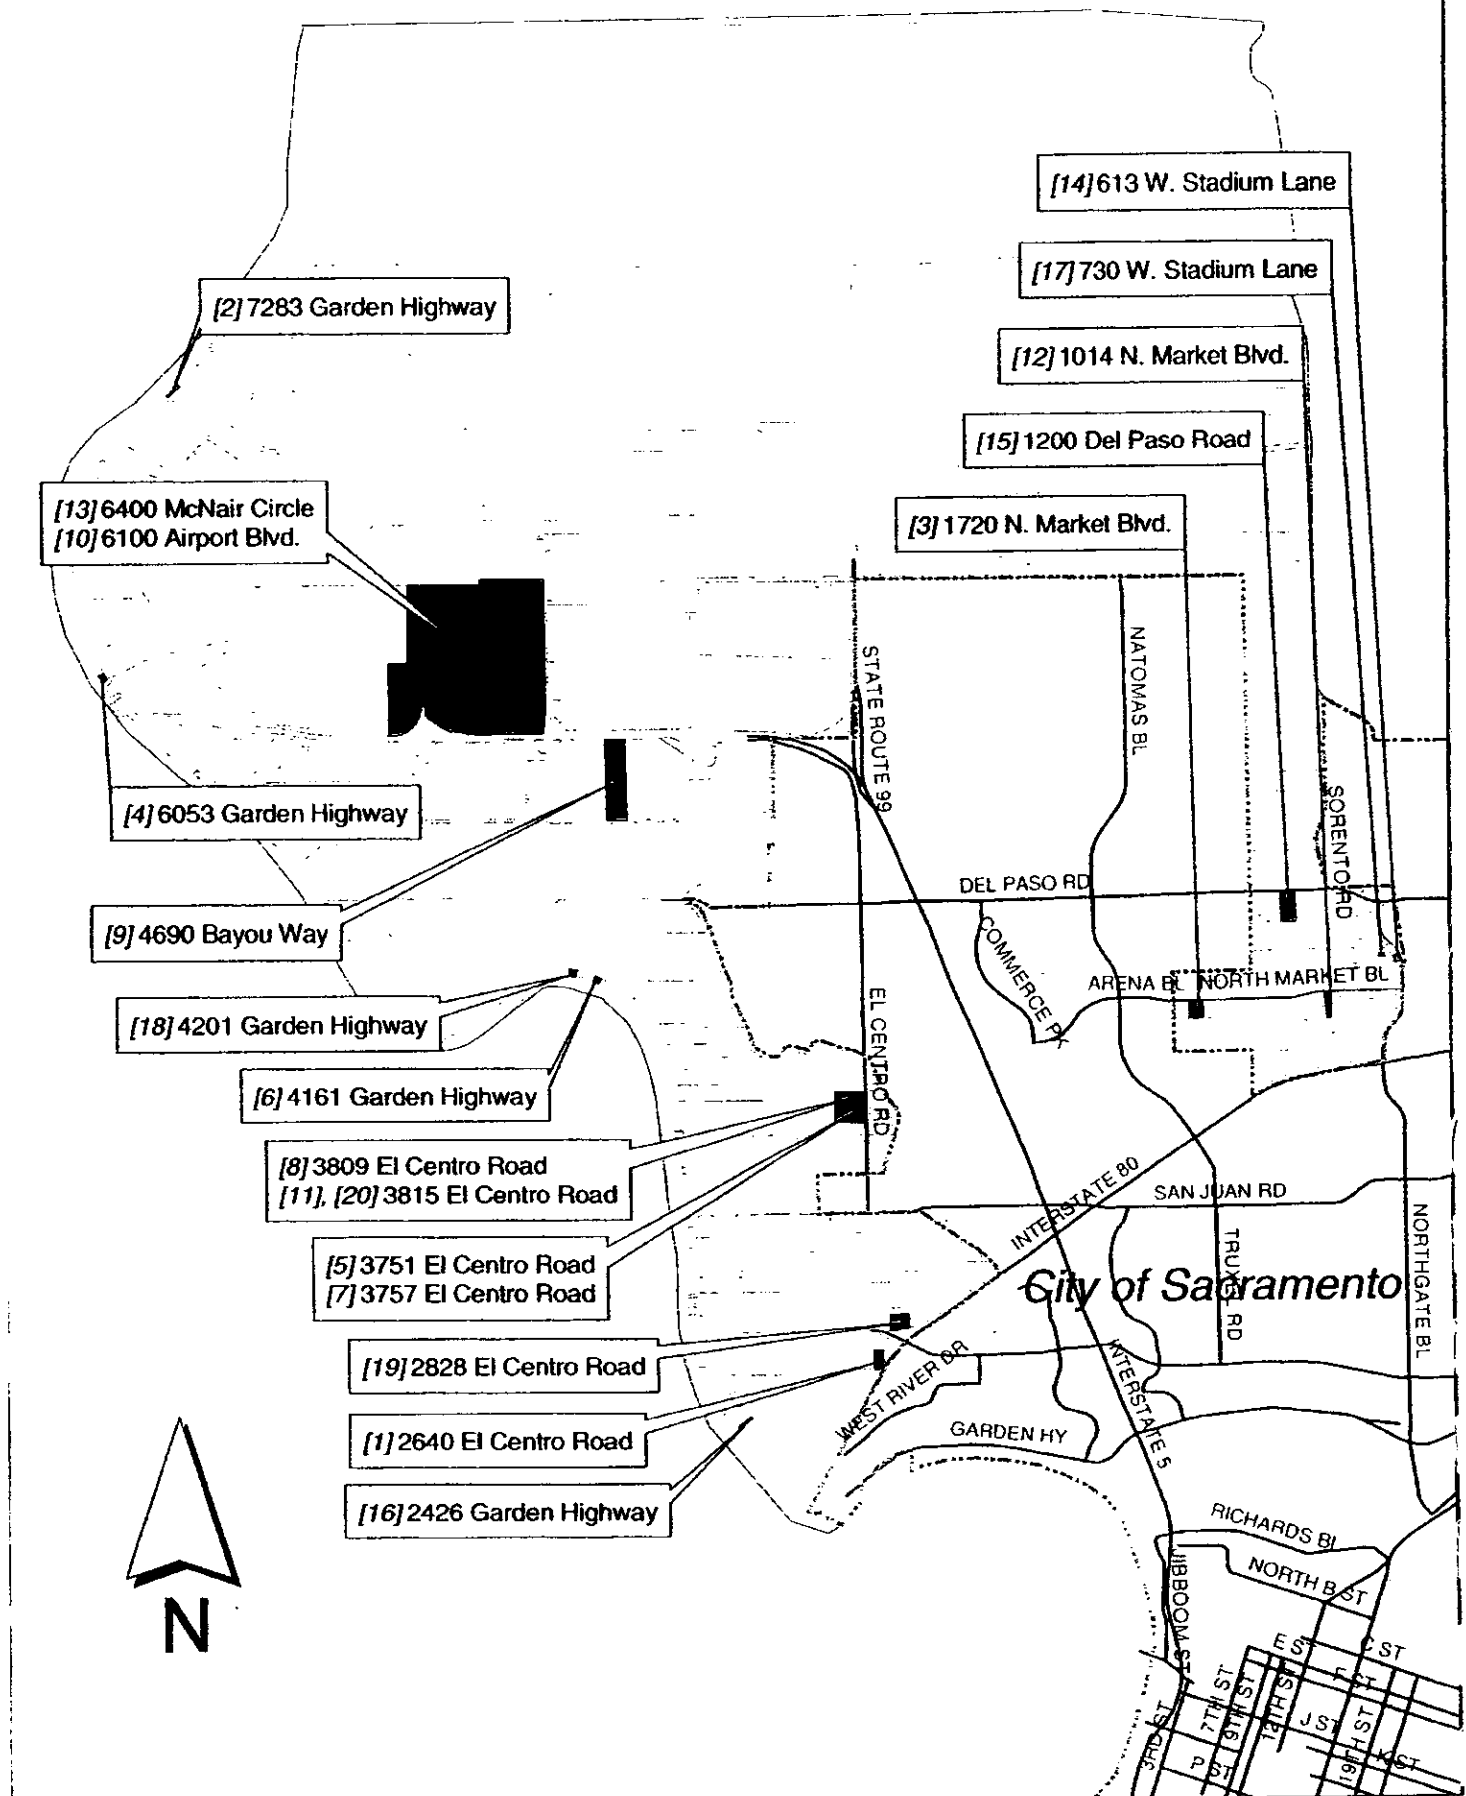 [14] 613 W. Stadium Lane
[17] 730 W. Stadium Lane
[2] 7283 Garden Highway
[12] 1014 N. Market Blvd.
[15] 1200 Del Paso Road
[13] 6400 McNair Circle
[10] 6100 Airport Blvd.
[3] 1720 N. Market Blvd.
STATE ROUTE 99
NATOMAS BL
[4] 6053 Garden Highway
SORENTO RD
DEL PASO RD
[9] 4690 Bayou Way
COMMERCE PK
ARENA BL
NORTH MARKET BL
[18] 4201 Garden Highway
EL CENTRO RD
[6] 4161 Garden Highway
[8] 3809 El Centro Road
[11], [20] 3815 El Centro Road
INTERSTATE 80
SAN JUAN RD
[5] 3751 El Centro Road
[7] 3757 El Centro Road
TRUXEL RD
NORTHGATE BL
City of Sacramento
[19] 2828 El Centro Road
WEST RIVER DR
INTERSTATE 5
[1] 2640 El Centro Road
GARDEN HY
[16] 2426 Garden Highway
RICHARDS Bl
NORTH B ST
JIBBOOM ST
N
E ST
C ST
F ST
7TH ST
9TH ST
12TH ST
J ST
19TH ST
K ST
3RD ST
P ST